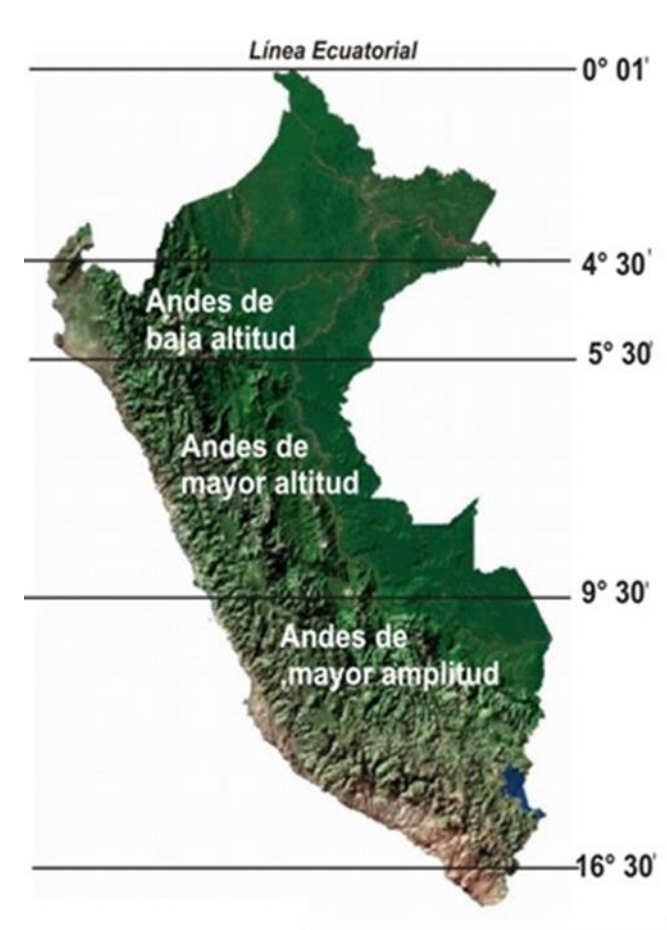 Línea Ecuatorial
0° 01'
4° 30'
Andes de
baja altitud
5° 30'
Andes de
mayor altitud
9° 30'
Andes de
,mayor amplitud
16° 30'